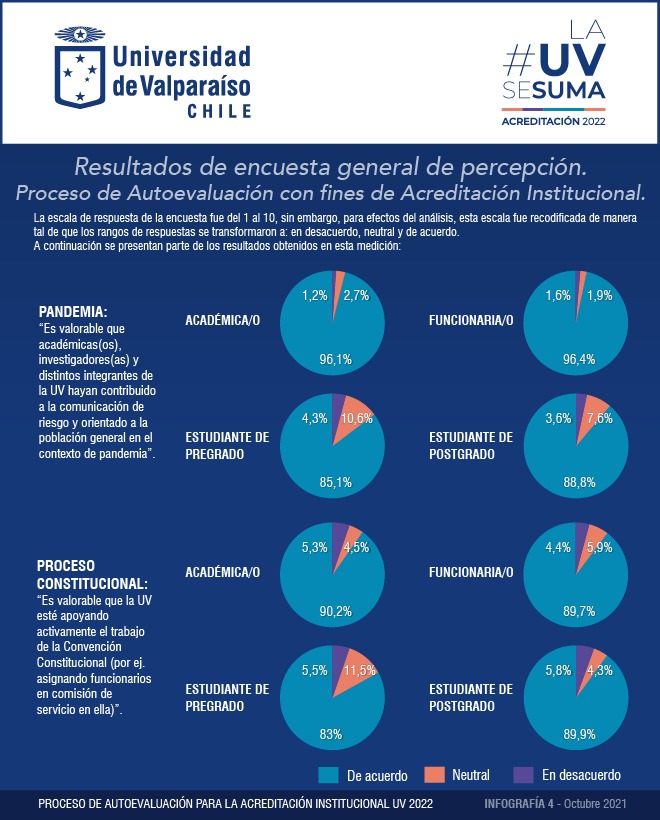 Universidad
de Valparaíso
CHILE
LA
#UV
SESUMA
ACREDITACIÓN 2022
Resultados de encuesta general de percepción.
Proceso de Autoevaluación con fines de Acreditación Institucional.
La escala de respuesta de la encuesta fue del 1 al 10, sin embargo, para efectos del análisis, esta escala fue recodificada de manera
tal de que los rangos de respuestas se transformaron a: en desacuerdo, neutral y de acuerdo.
A continuación se presentan parte de los resultados obtenidos en esta medición:
PANDEMIA:
“Es valorable que
académicas(os),
investigadores(as) y
distintos integrantes de
la UV hayan contribuido
a la comunicación de
riesgo y orientado a la
población general en el
contexto de pandemia”.
ACADÉMICA/O
1,2%
2,7%
96,1%
FUNCIONARIA/O
1,6%
1,9%
96,4%
ESTUDIANTE DE
PREGRADO
4,3%
10,6%
85,1%
ESTUDIANTE DE
POSTGRADO
3,6%
7,6%
88,8%
PROCESO
CONSTITUCIONAL:
“Es valorable que la UV
esté apoyando
activamente el trabajo
de la Convención
Constitucional (por ej.
asignando funcionarios
en comisión de
servicio en ella)”.
ACADÉMICA/O
5,3%
4,5%
90,2%
FUNCIONARIA/O
4,4%
5,9%
89,7%
ESTUDIANTE DE
PREGRADO
5,5%
11,5%
83%
ESTUDIANTE DE
POSTGRADO
5,8%
4,3%
89,9%
De acuerdo
Neutral
En desacuerdo
PROCESO DE AUTOEVALUACIÓN PARA LA ACREDITACIÓN INSTITUCIONAL UV 2022
INFOGRAFÍA 4 - Octubre 2021